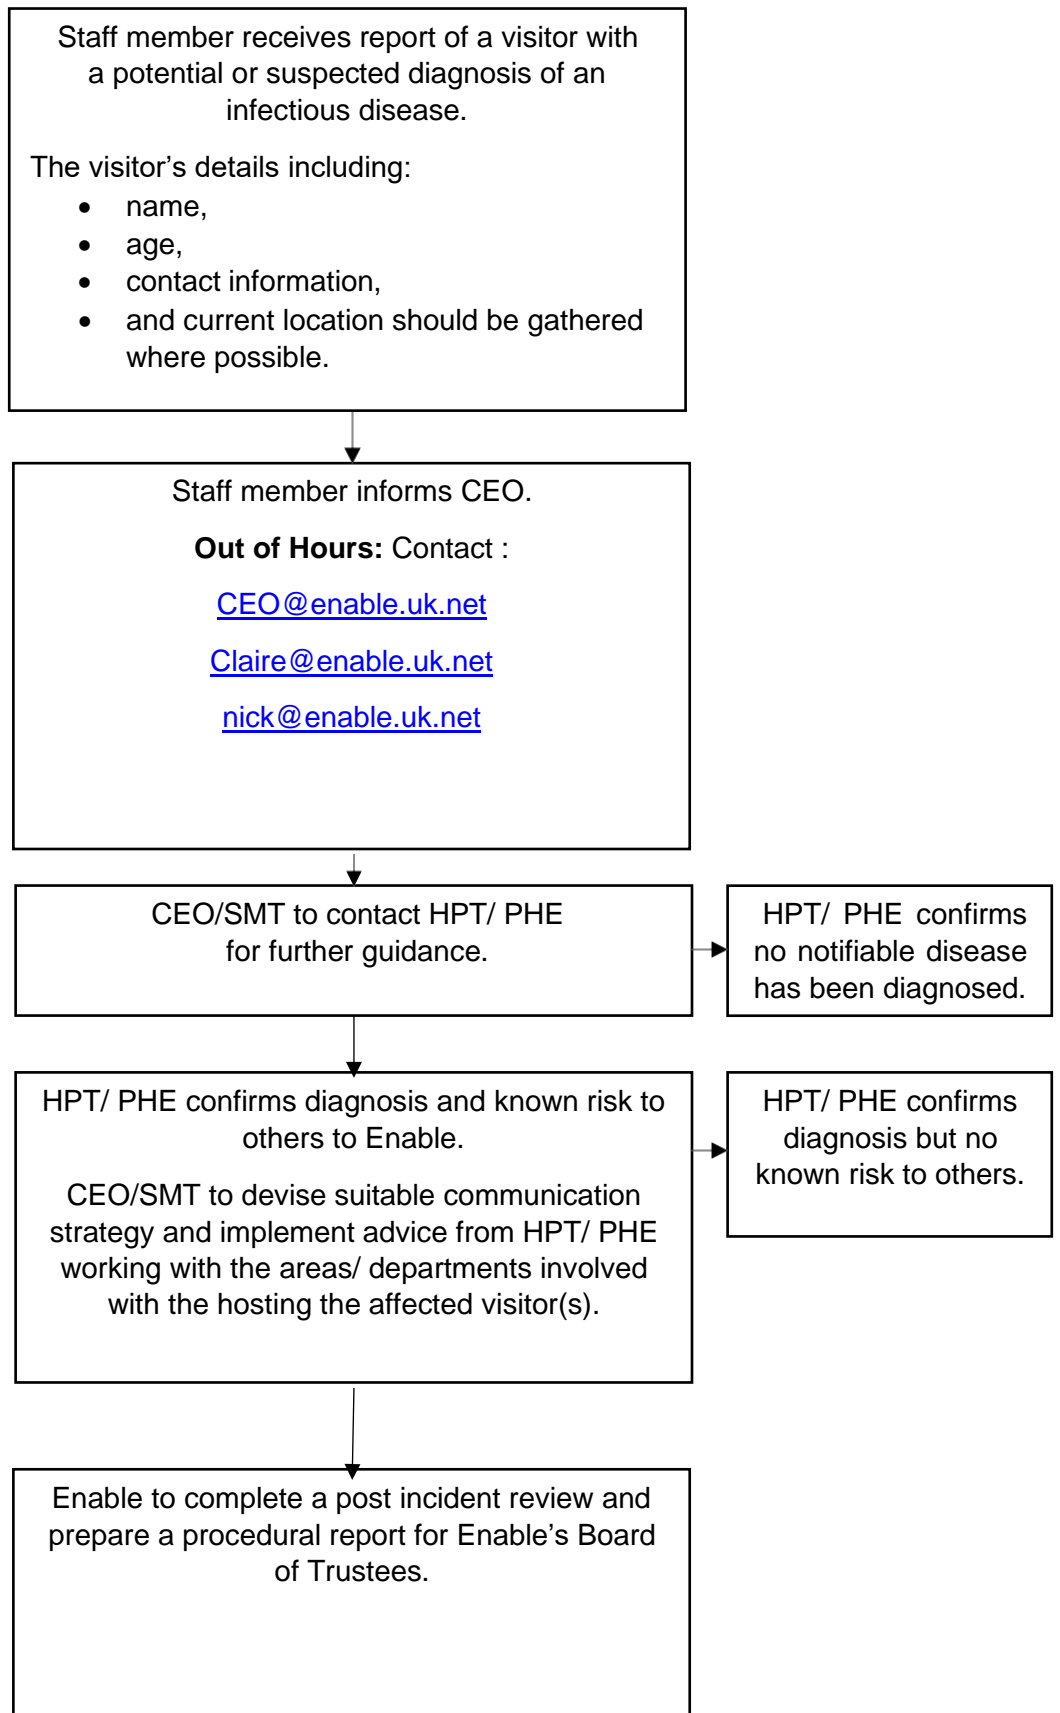 Staff member receives report of a visitor with
a potential or suspected diagnosis of an
infectious disease.
The visitor’s details including:
• name,
• age,
• contact information,
• and current location should be gathered
where possible.
Staff member informs CEO.
Out of Hours: Contact :
CEO@enable.uk.net
Claire@enable.uk.net
nick@enable.uk.net
CEO/SMT to contact HPT/ PHE
for further guidance.
HPT/ PHE confirms
no notifiable disease
has been diagnosed.
HPT/ PHE confirms diagnosis and known risk to
others to Enable.
CEO/SMT to devise suitable communication
strategy and implement advice from HPT/ PHE
working with the areas/ departments involved
with the hosting the affected visitor(s).
HPT/ PHE confirms
diagnosis but no
known risk to others.
Enable to complete a post incident review and
prepare a procedural report for Enable’s Board
of Trustees.